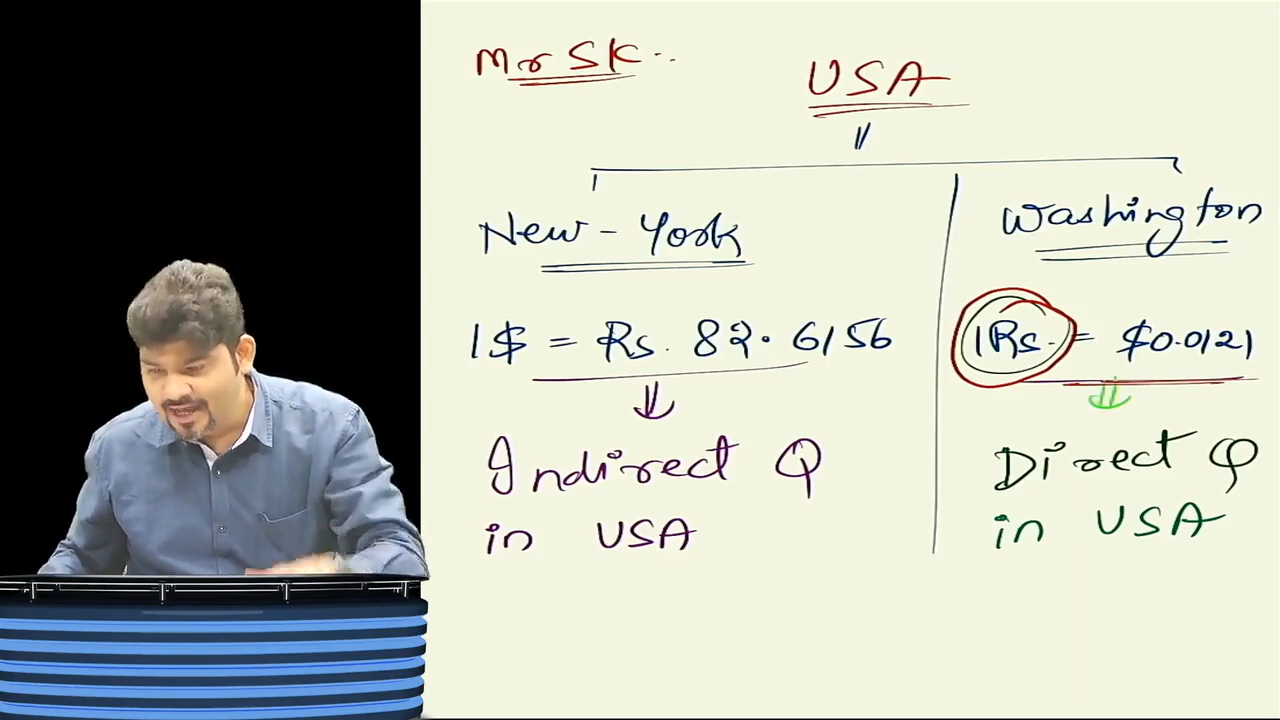 Mr SK..
USA
New-York
1$ = Rs. 82.6156
Indirect Q
in USA
Washington
1Rs. = $0.0121
Direct Q
in USA